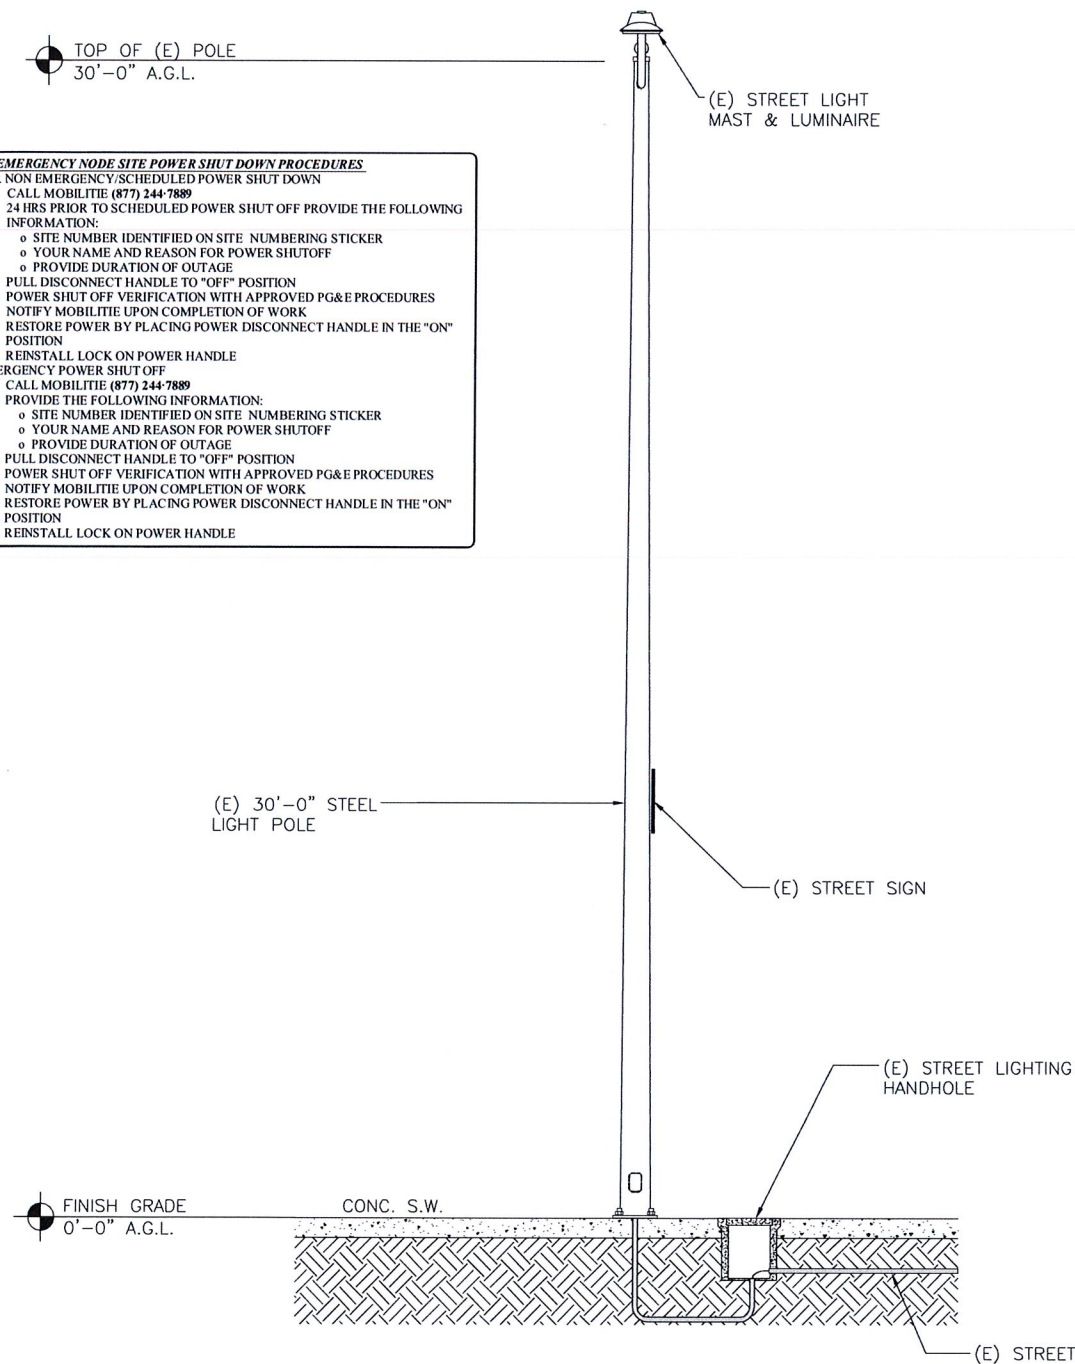 TOP OF (E) POLE
30'-0" A.G.L.
(E) STREET LIGHT
MAST & LUMINAIRE
EMERGENCY NODE SITE POWER SHUT DOWN PROCEDURES
NON EMERGENCY/SCHEDULED POWER SHUT DOWN
CALL MOBILITIE (877) 244-7889
24 HRS PRIOR TO SCHEDULED POWER SHUT OFF PROVIDE THE FOLLOWING
INFORMATION:
o SITE NUMBER IDENTIFIED ON SITE NUMBERING STICKER
o YOUR NAME AND REASON FOR POWER SHUTOFF
o PROVIDE DURATION OF OUTAGE
PULL DISCONNECT HANDLE TO "OFF" POSITION
POWER SHUT OFF VERIFICATION WITH APPROVED PG&E PROCEDURES
NOTIFY MOBILITIE UPON COMPLETION OF WORK
RESTORE POWER BY PLACING POWER DISCONNECT HANDLE IN THE "ON"
POSITION
REINSTALL LOCK ON POWER HANDLE
ERGENCY POWER SHUT OFF
CALL MOBILITIE (877) 244-7889
PROVIDE THE FOLLOWING INFORMATION:
o SITE NUMBER IDENTIFIED ON SITE NUMBERING STICKER
o YOUR NAME AND REASON FOR POWER SHUTOFF
o PROVIDE DURATION OF OUTAGE
PULL DISCONNECT HANDLE TO "OFF" POSITION
POWER SHUT OFF VERIFICATION WITH APPROVED PG&E PROCEDURES
NOTIFY MOBILITIE UPON COMPLETION OF WORK
RESTORE POWER BY PLACING POWER DISCONNECT HANDLE IN THE "ON"
POSITION
REINSTALL LOCK ON POWER HANDLE
(E) 30'-0" STEEL
LIGHT POLE
(E) STREET SIGN
(E) STREET LIGHTING
HANDHOLE
FINISH GRADE
0'-0" A.G.L.
CONC. S.W.
(E) STREET